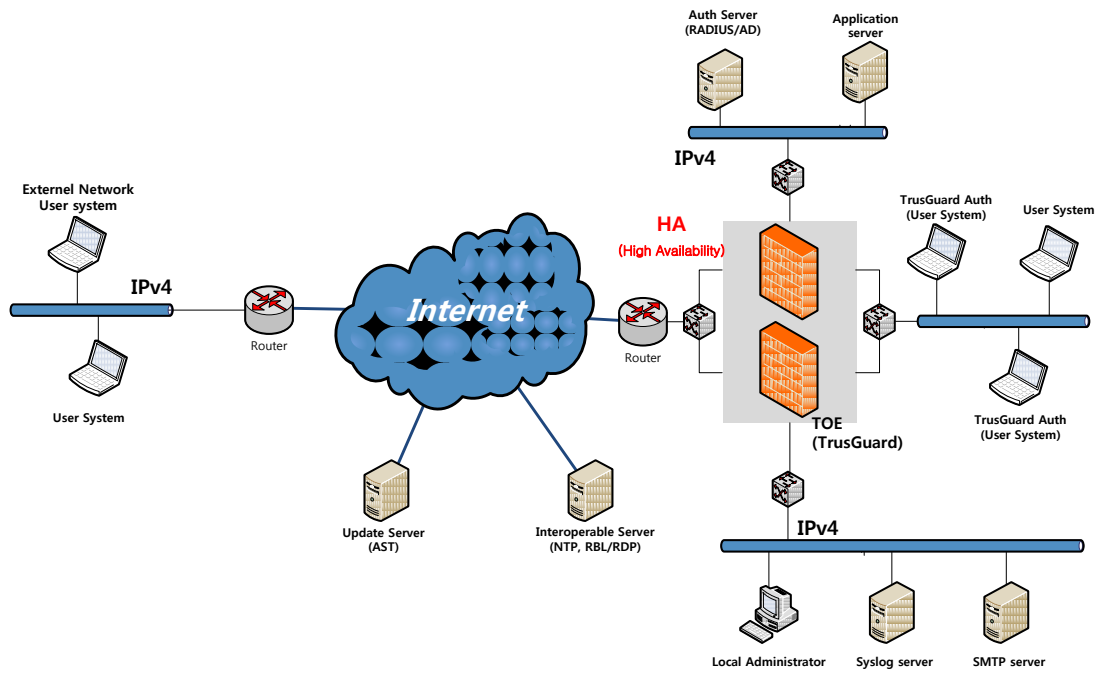 Auth Server
(RADIUS/AD)
Application
server
IPv4
Externel Network
User system
IPv4
User System
Router
Internet
HA
(High Availability)
Router
TrusGuard Auth
(User System)
User System
TrusGuard Auth
(User System)
TOE
(TrusGuard)
Update Server
(AST)
Interoperable Server
(NTP, RBL/RDP)
IPv4
Local Administrator
Syslog server
SMTP server